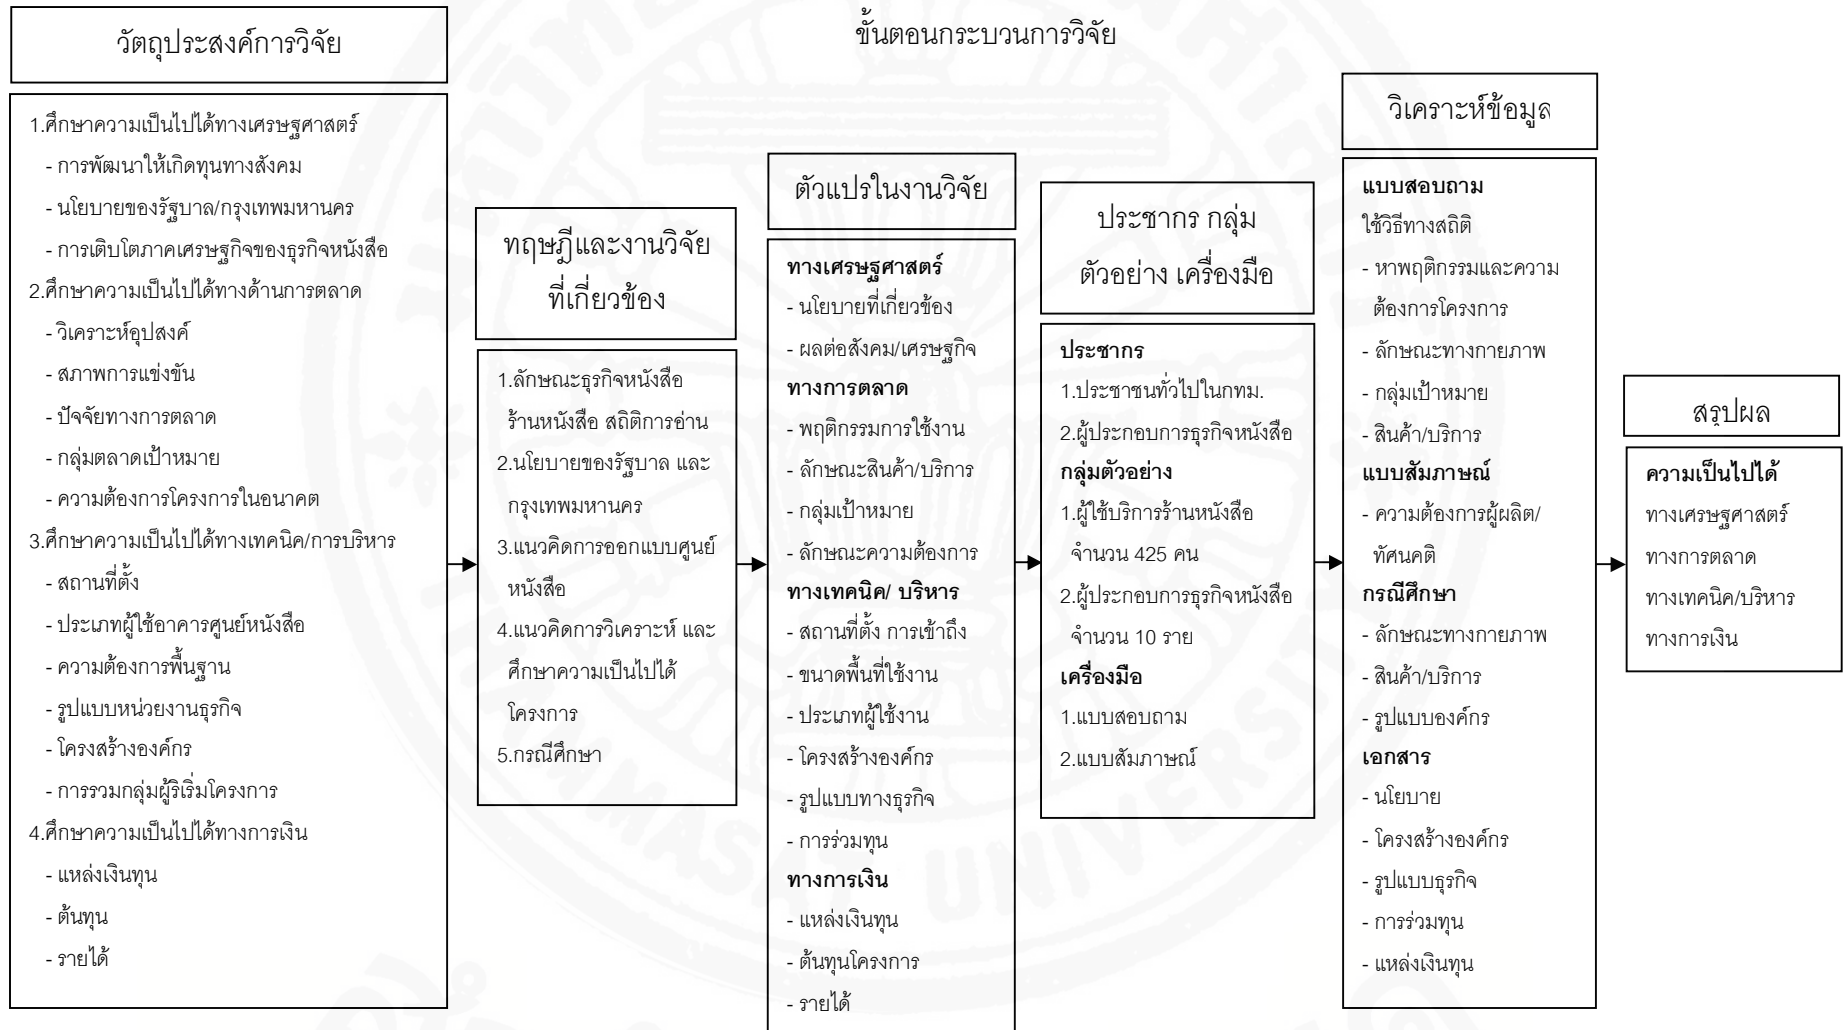 ขั้นตอนกระบวนการวิจัย
วัตถุประสงค์การวิจัย
1.ศึกษาความเป็นไปได้ทางเศรษฐศาสตร์
- การพัฒนาให้เกิดทุนทางสังคม
- นโยบายของรัฐบาล/กรุงเทพมหานคร
- การเติบโตภาคเศรษฐกิจของธุรกิจหนังสือ
2.ศึกษาความเป็นไปได้ทางด้านการตลาด
- วิเคราะห์อุปสงค์
- สภาพการแข่งขัน
- ปัจจัยทางการตลาด
- กลุ่มตลาดเป้าหมาย
- ความต้องการโครงการในอนาคต
3.ศึกษาความเป็นไปได้ทางเทคนิค/การบริหาร
- สถานที่ตั้ง
- ประเภทผู้ใช้อาคารศูนย์หนังสือ
- ความต้องการพื้นฐาน
- รูปแบบหน่วยงานธุรกิจ
- โครงสร้างองค์กร
- การรวมกลุ่มผู้ริเริ่มโครงการ
4.ศึกษาความเป็นไปได้ทางการเงิน
- แหล่งเงินทุน
- ต้นทุน
- รายได้
ทฤษฎีและงานวิจัย
ที่เกี่ยวข้อง
1.ลักษณะธุรกิจหนังสือ
ร้านหนังสือ สถิติการอ่าน
2.นโยบายของรัฐบาล และ
กรุงเทพมหานคร
3.แนวคิดการออกแบบศูนย์
หนังสือ
4.แนวคิดการวิเคราะห์ และ
ศึกษาความเป็นไปได้
โครงการ
5.กรณีศึกษา
ตัวแปรในงานวิจัย
ทางเศรษฐศาสตร์
- นโยบายที่เกี่ยวข้อง
- ผลต่อสังคม/เศรษฐกิจ
ทางการตลาด
- พฤติกรรมการใช้งาน
- ลักษณะสินค้า/บริการ
- กลุ่มเป้าหมาย
- ลักษณะความต้องการ
ทางเทคนิค/ บริหาร
- สถานที่ตั้ง การเข้าถึง
- ขนาดพื้นที่ใช้งาน
- ประเภทผู้ใช้งาน
- โครงสร้างองค์กร
- รูปแบบทางธุรกิจ
- การร่วมทุน
ทางการเงิน
- แหล่งเงินทุน
- ต้นทุนโครงการ
- รายได้
ประชากร กลุ่ม
ตัวอย่าง เครื่องมือ
ประชากร
1.ประชาชนทั่วไปในกทม.
2.ผู้ประกอบการธุรกิจหนังสือ
กลุ่มตัวอย่าง
1.ผู้ใช้บริการร้านหนังสือ
จำนวน 425 คน
2.ผู้ประกอบการธุรกิจหนังสือ
จำนวน 10 ราย
เครื่องมือ
1.แบบสอบถาม
2.แบบสัมภาษณ์
วิเคราะห์ข้อมูล
แบบสอบถาม
ใช้วิธีทางสถิติ
- หาพฤติกรรมและความ
ต้องการโครงการ
- ลักษณะทางกายภาพ
- กลุ่มเป้าหมาย
- สินค้า/บริการ
แบบสัมภาษณ์
- ความต้องการผู้ผลิต/
ทัศนคติ
กรณีศึกษา
- ลักษณะทางกายภาพ
- สินค้า/บริการ
- รูปแบบองค์กร
เอกสาร
- นโยบาย
- โครงสร้างองค์กร
- รูปแบบธุรกิจ
- การร่วมทุน
- แหล่งเงินทุน
สรุปผล
ความเป็นไปได้
ทางเศรษฐศาสตร์
ทางการตลาด
ทางเทคนิค/บริหาร
ทางการเงิน